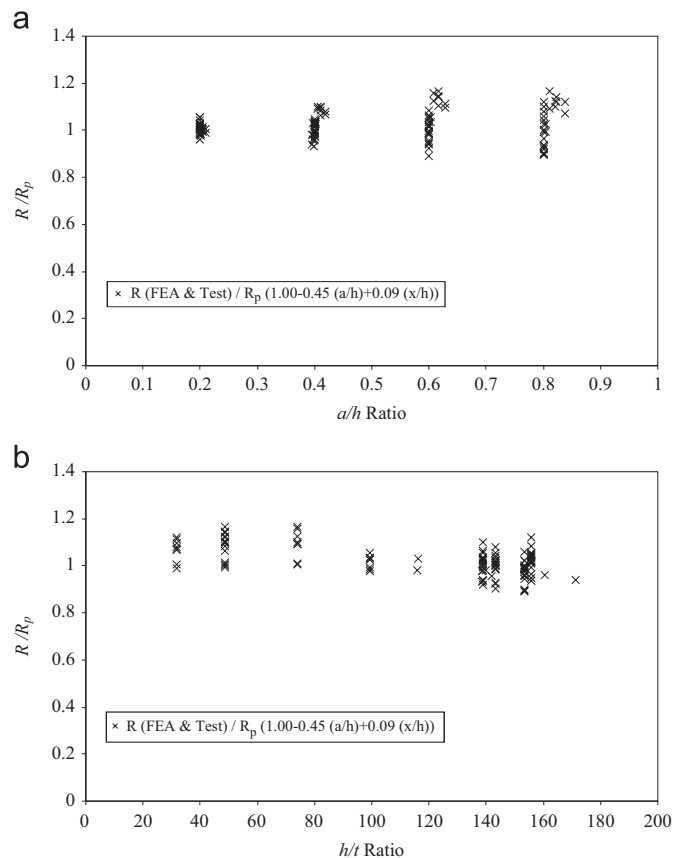 a
1.4
1.2
1
0.8
0.6
0.4
0.2
0
R /Rp
× R (FEA & Test) / Rp (1.00-0.45 (a/h)+0.09 (x/h))
0 0.1 0.2 0.3 0.4 0.5 0.6 0.7 0.8 0.9 1
a/h Ratio
b
1.4
1.2
1
0.8
0.6
0.4
0.2
0
R /Rp
× R (FEA & Test) / Rp (1.00-0.45 (a/h)+0.09 (x/h))
0 20 40 60 80 100 120 140 160 180 200
h/t Ratio